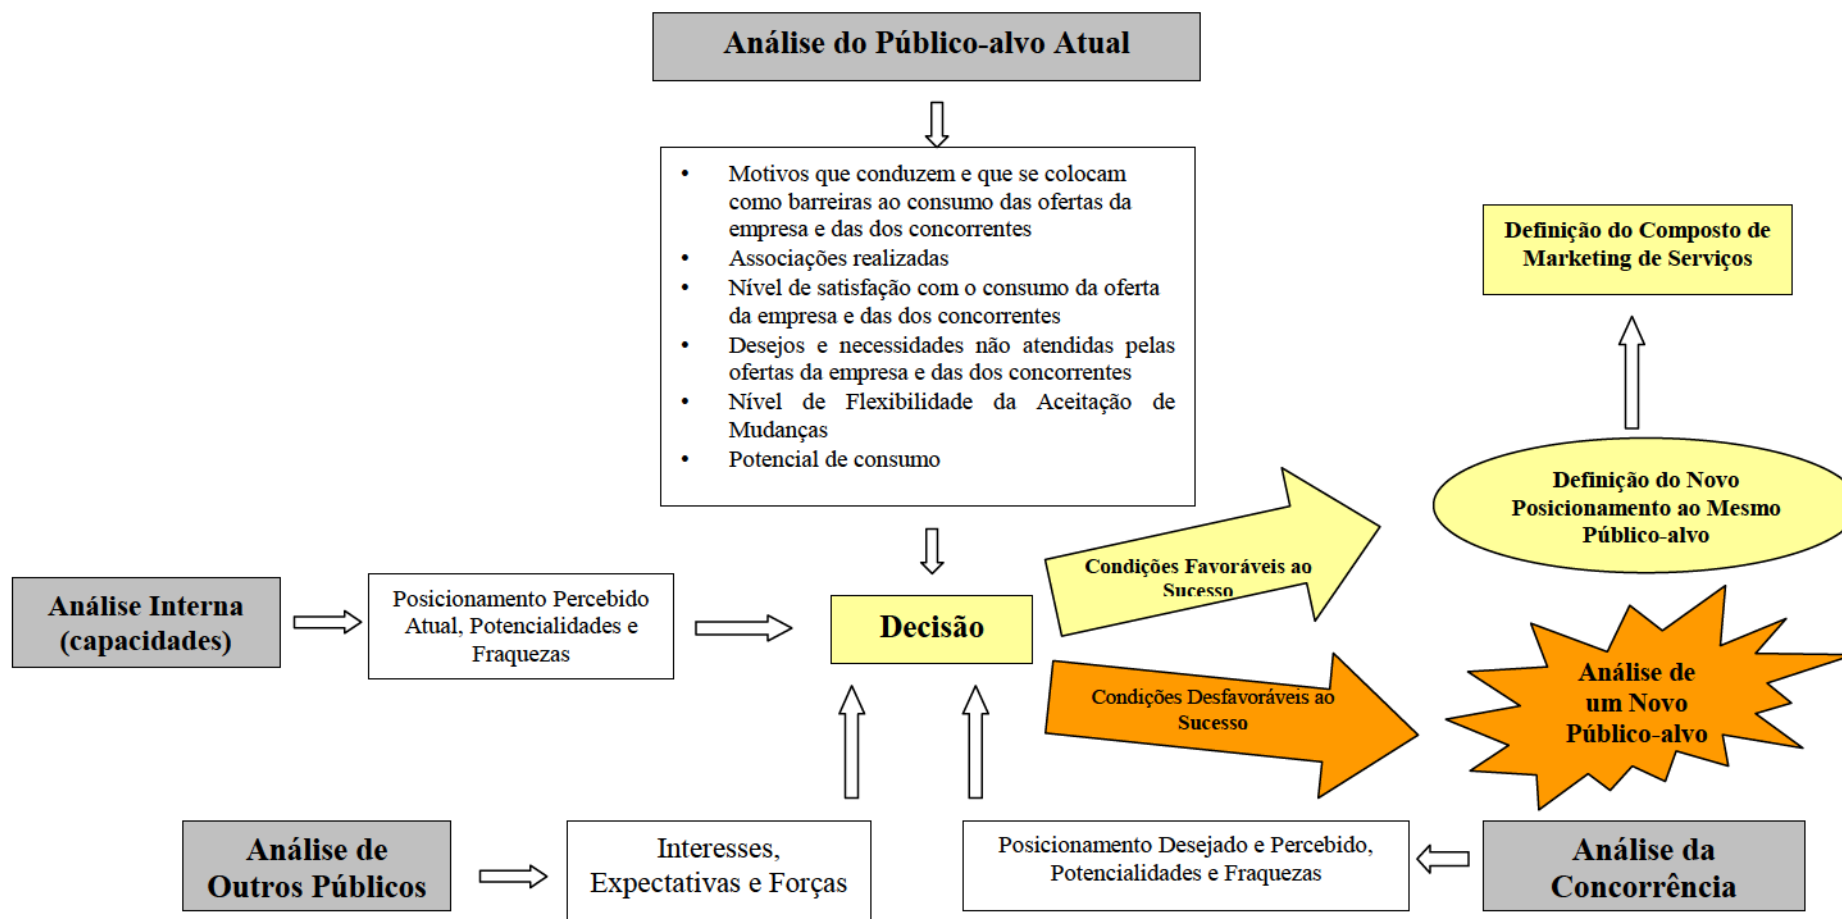 Análise do Público-alvo Atual
• Motivos que conduzem e que se colocam
como barreiras ao consumo das ofertas da
empresa e das dos concorrentes
• Associações realizadas
• Nível de satisfação com o consumo da oferta
da empresa e das dos concorrentes
• Desejos e necessidades não atendidas pelas
ofertas da empresa e das dos concorrentes
• Nível de Flexibilidade da Aceitação de
Mudanças
• Potencial de consumo
Definição do Composto de
Marketing de Serviços
Definição do Novo
Posicionamento ao Mesmo
Público-alvo
Condições Favoráveis ao
Sucesso
Análise Interna
(capacidades)
Posicionamento Percebido
Atual, Potencialidades e
Fraquezas
Decisão
Condições Desfavoráveis ao
Sucesso
Análise de
um Novo
Público-alvo
Análise de
Outros Públicos
Interesses,
Expectativas e Forças
Posicionamento Desejado e Percebido,
Potencialidades e Fraquezas
Análise da
Concorrência